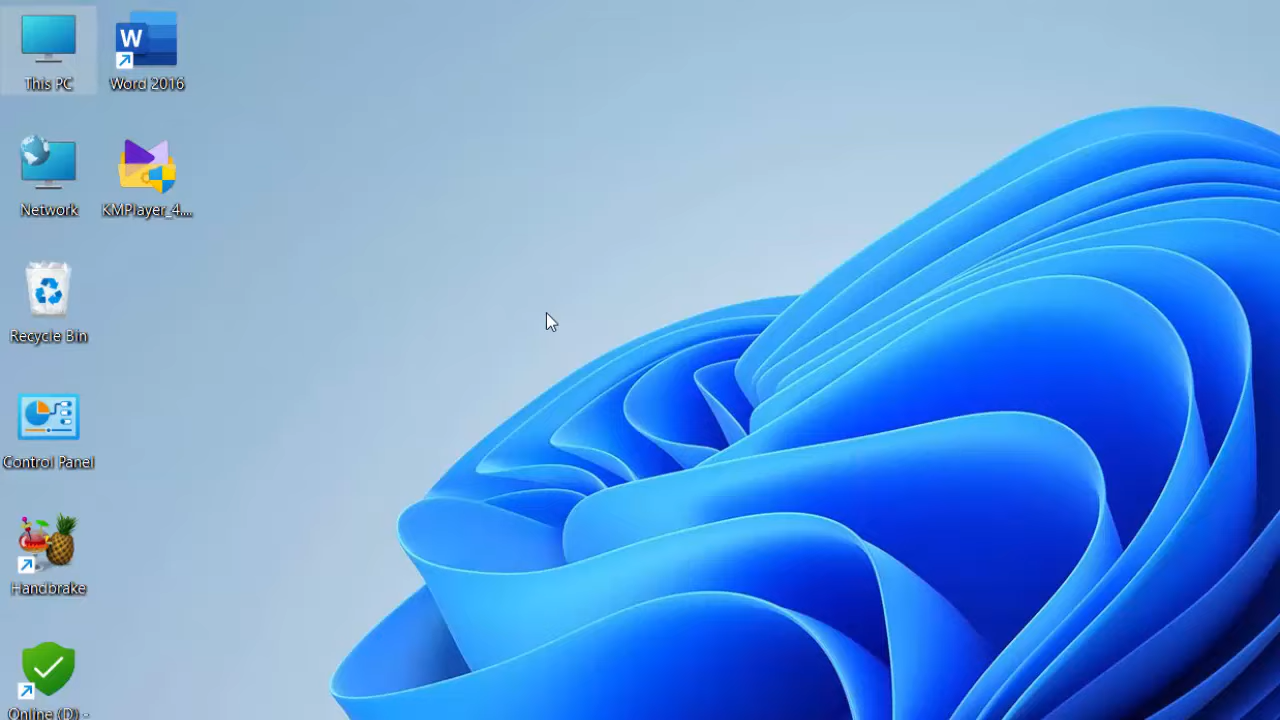 This PC
Word 2016
Network
KMPlayer_4....
Recycle Bin
Control Panel
Handbrake
Online (D) -